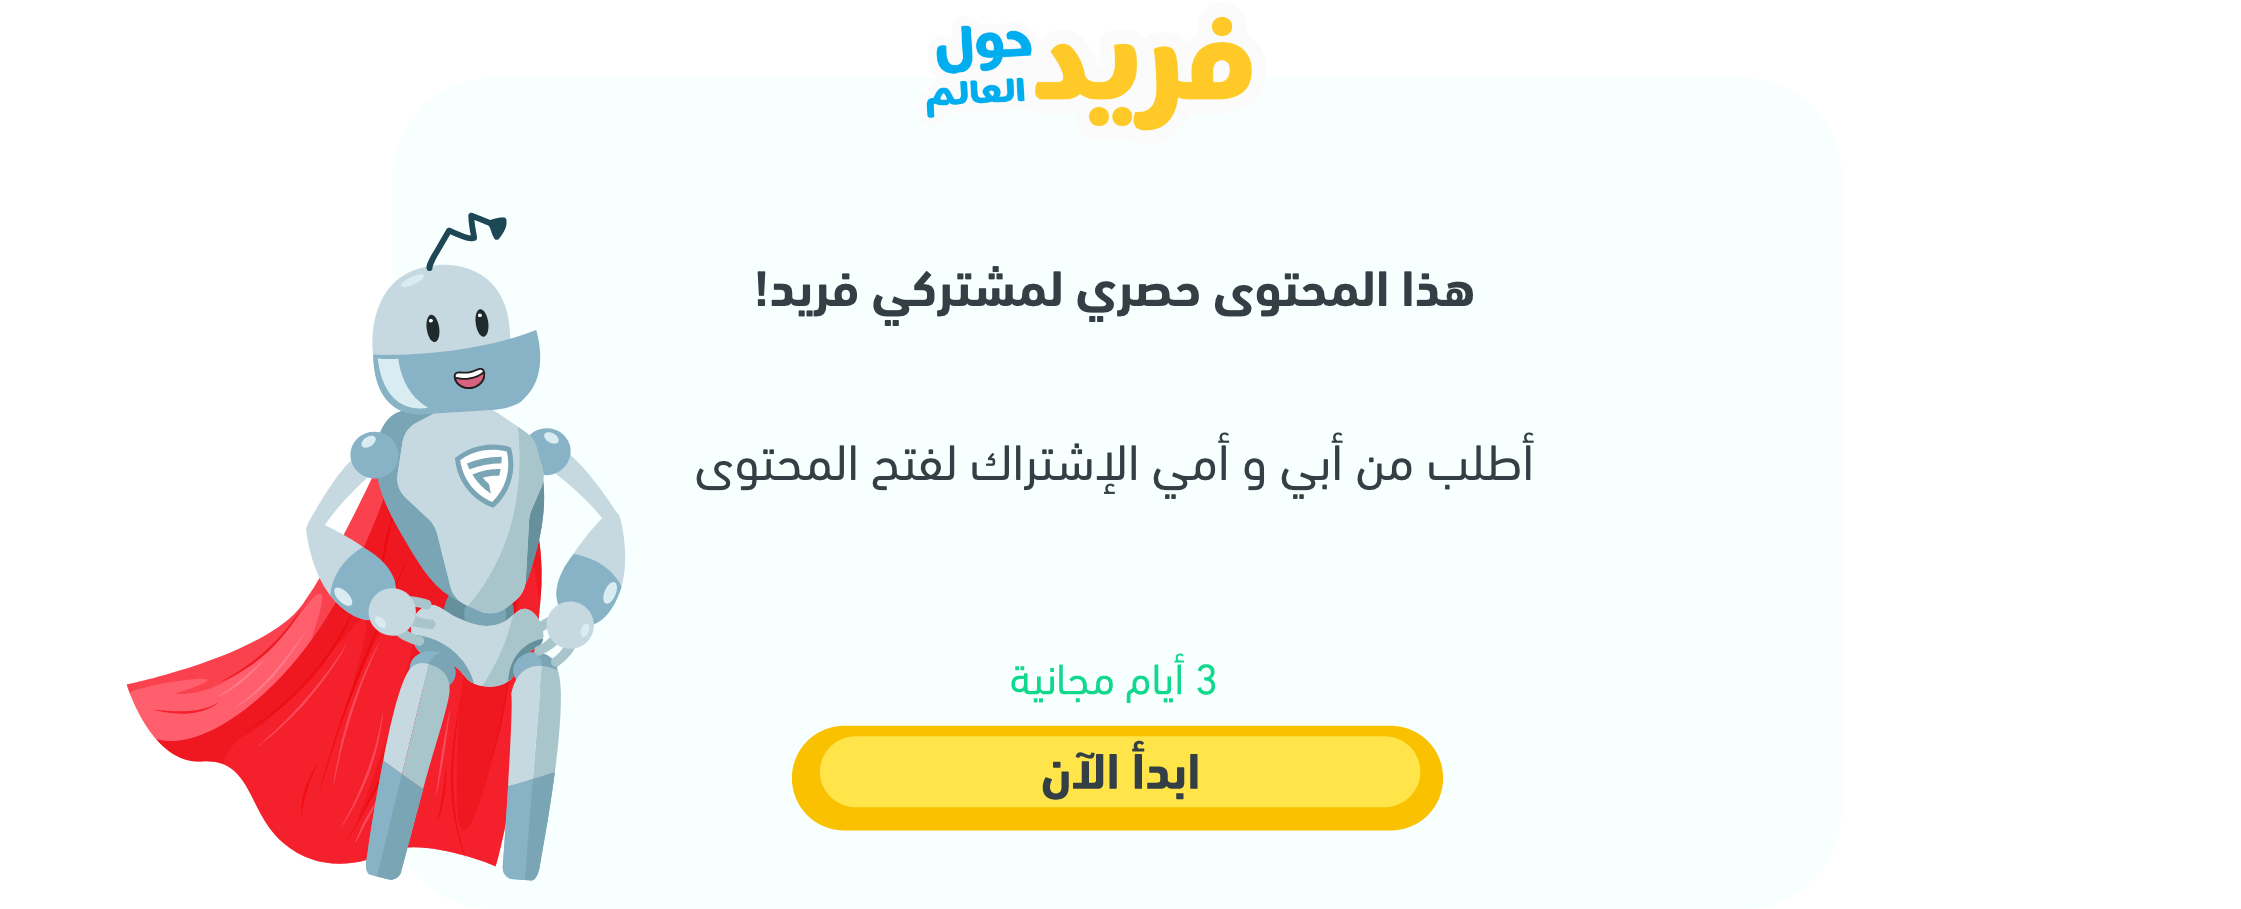 فريد حول
العالم
هذا المحتوى حصري لمشتركي فريد!
أطلب من أبي و أمي الإشتراك لفتح المحتوى
3 أيام مجانية
ابدأ الآن